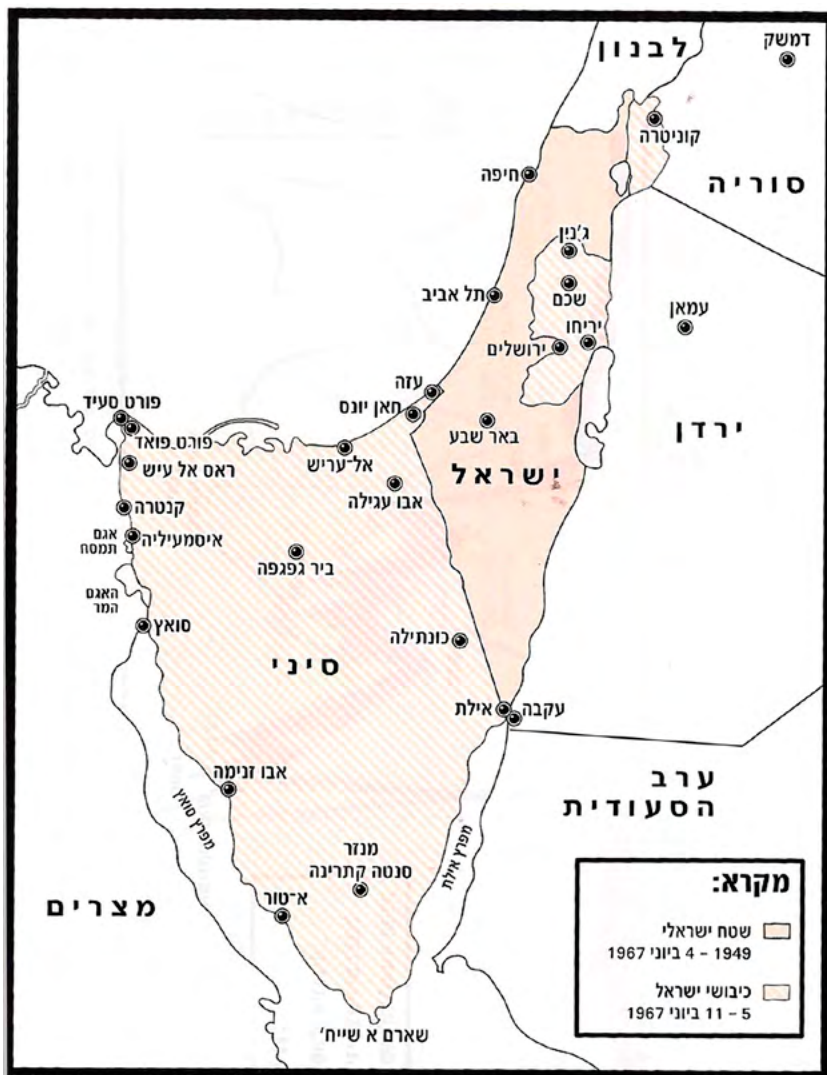 דמשק
לבנון
קוניטרה
סוריה
חיפה
ג'נין
שכם
תל אביב
עמאן
יריחו
ירושלים
עזה
חאן יונס
פורט סעיד
פורט פואד
באר שבע
ירדן
אל-עריש
ראס אל עיש
ישראל
אבו עגילה
קנטרה
אגם
תמסח
איסמעיליה
ביר גפגפה
האגם
המר
סואץ
כונתילה
סיני
אילת
עקבה
אבו זנימה
ערב
הסעודית
מפרץ סואץ
מפרץ אילת
מנזר
סנטה קתרינה
מצרים
א-טור
שארם א שייח'
מקרא:
שטח ישראלי
1949 - 4 ביוני 1967
כיבושי ישראל
5 - 11 ביוני 1967